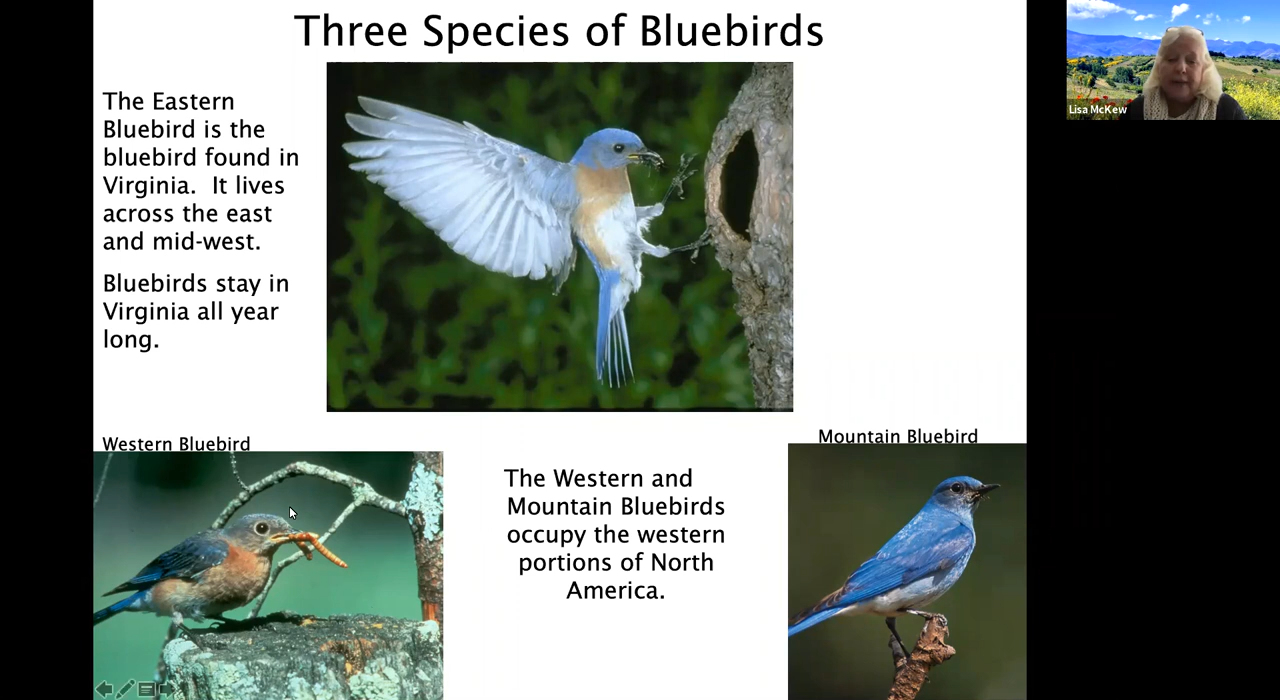 Three Species of Bluebirds
The Eastern
Bluebird is the
bluebird found in
Virginia.  It lives
across the east
and mid-west.
Bluebirds stay in
Virginia all year
long.
Western Bluebird
The Western and
Mountain Bluebirds
occupy the western
portions of North
America.
Mountain Bluebird
Lisa McKew